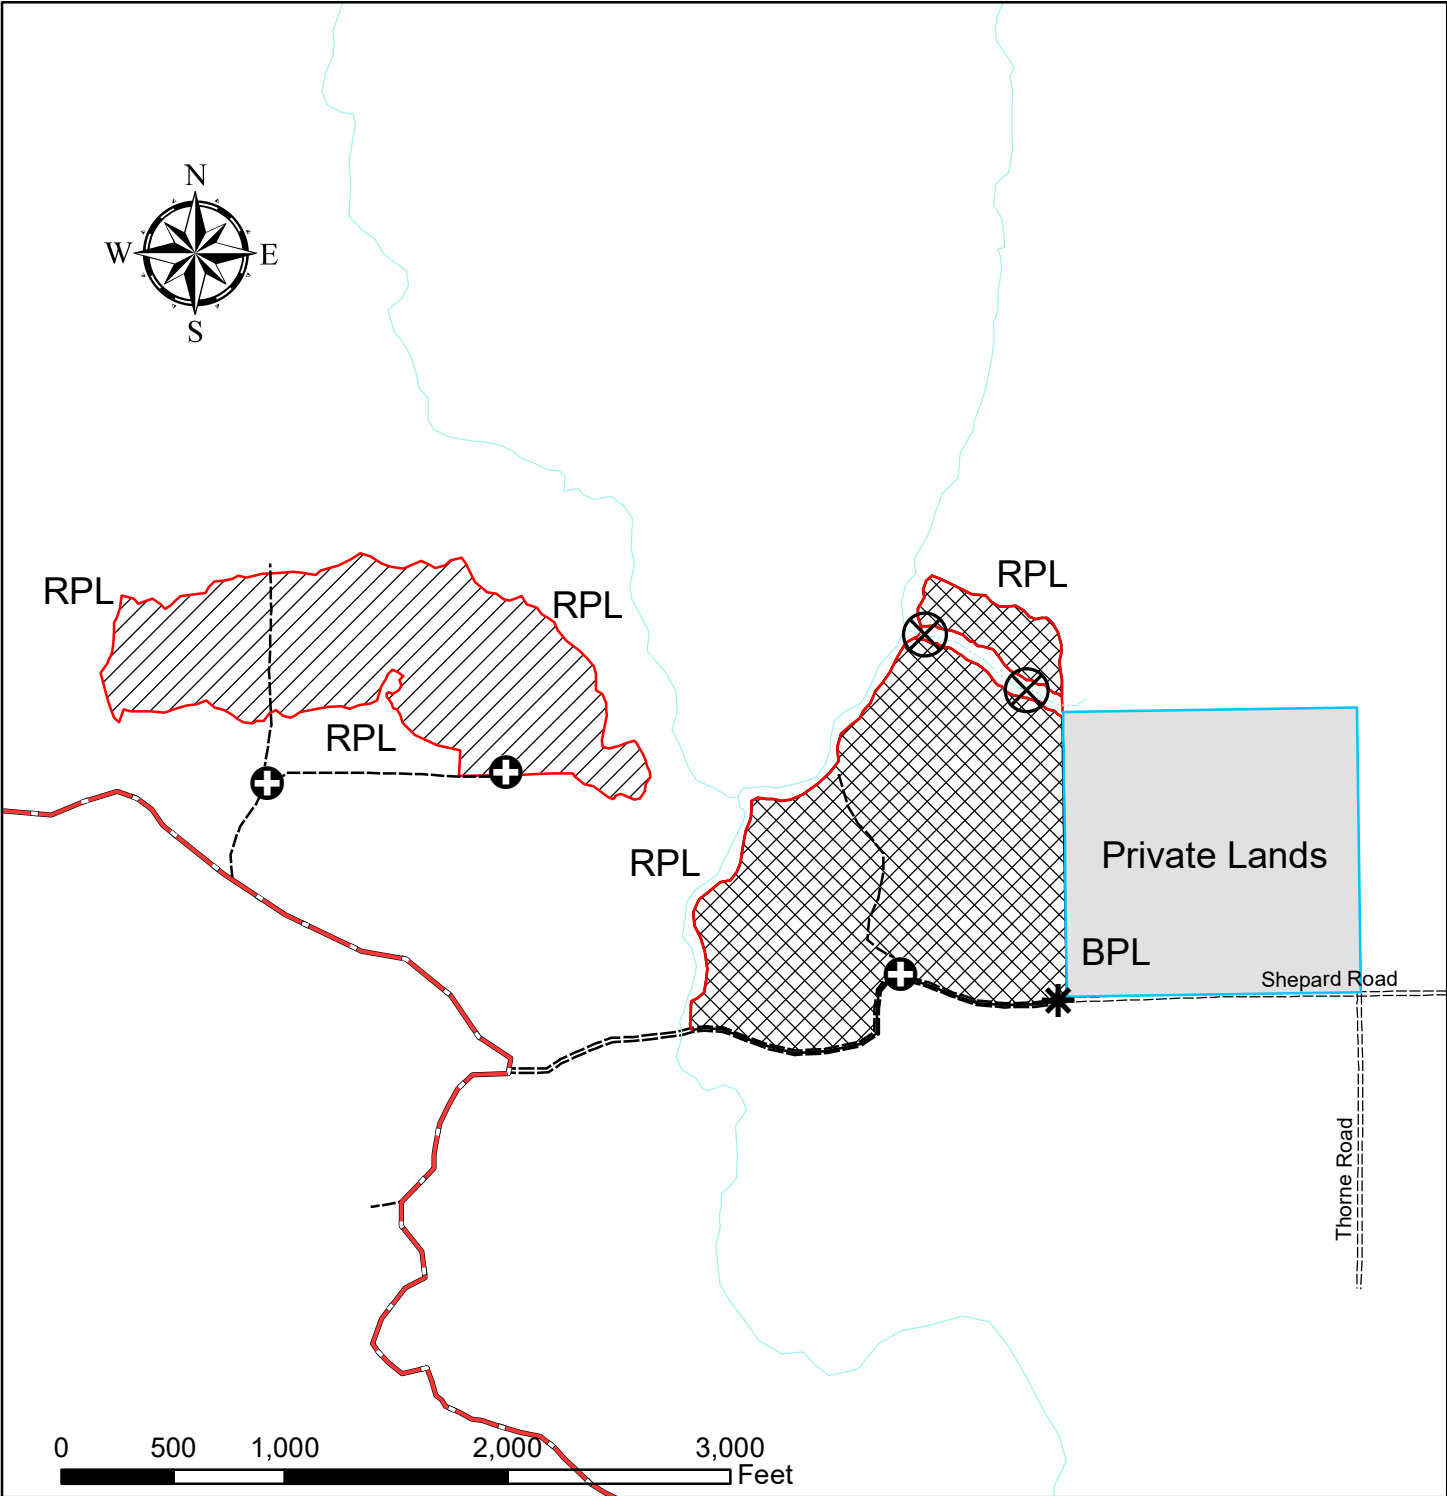 N
W E
S
RPL
RPL
RPL
RPL
RPL
Private Lands
BPL
Shepard Road
Thorne Road
0 500 1,000 2,000 3,000
Feet